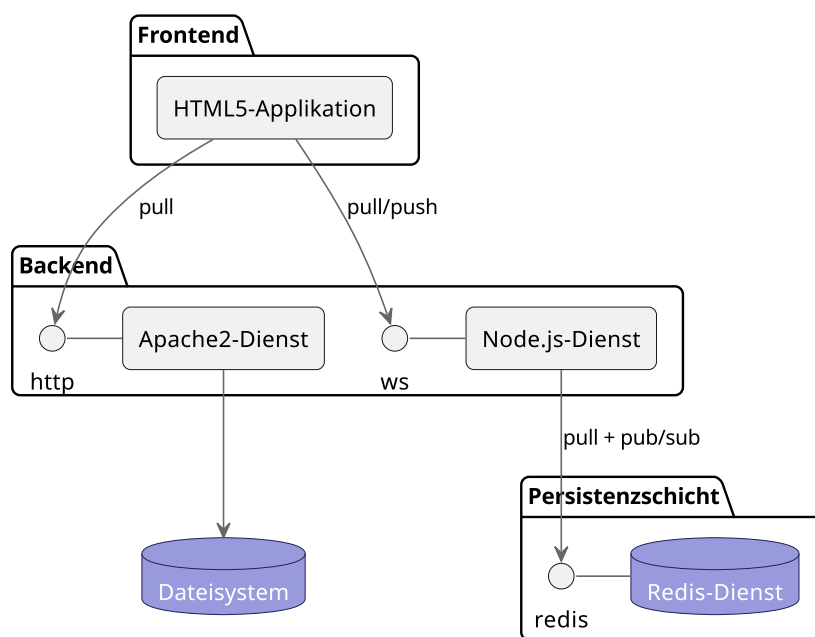 Frontend
HTML5-Applikation
pull
pull/push
Backend
Apache2-Dienst
Node.js-Dienst
http
ws
pull + pub/sub
Persistenzschicht
Dateisystem
Redis-Dienst
redis